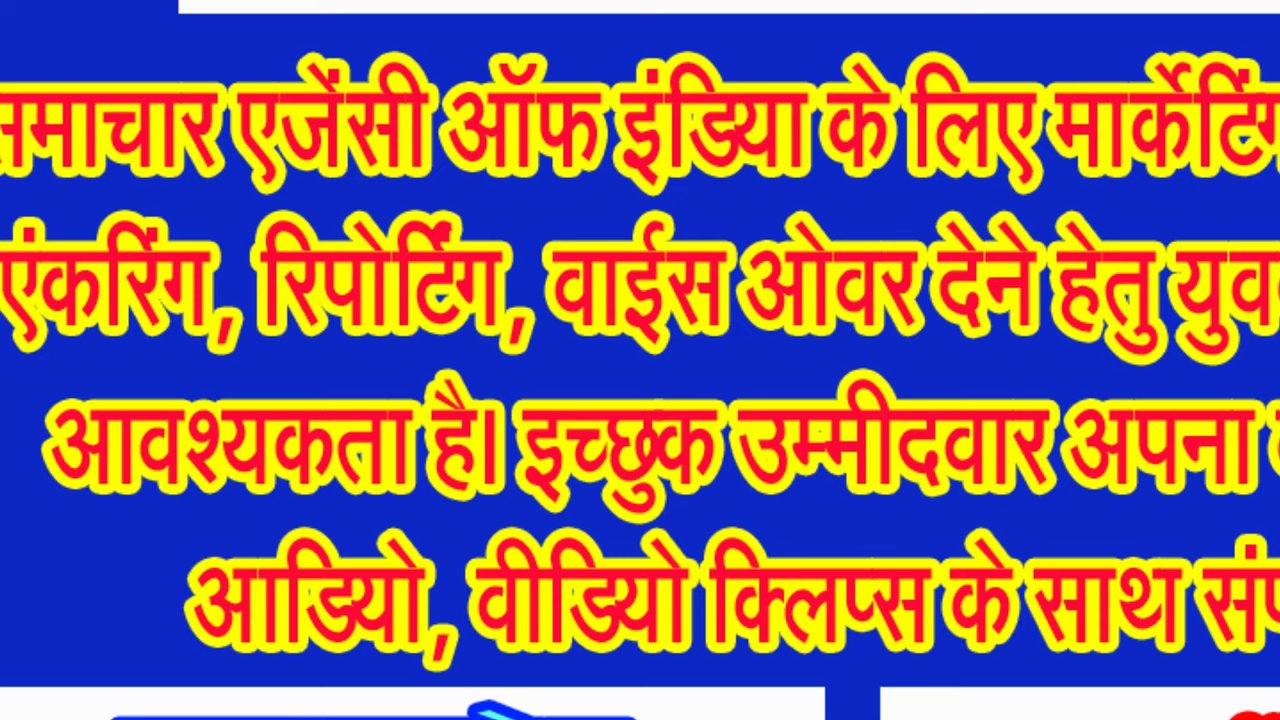 समाचार एजेंसी ऑफ इंडिया के लिए मार्केटिंग
एंकरिंग, रिपोर्टिंग, वाईस ओवर देने हेतु
आवश्यकता है। इच्छुक उम्मीदवार अपना
आडियो, वीडियो क्लिप्स के साथ